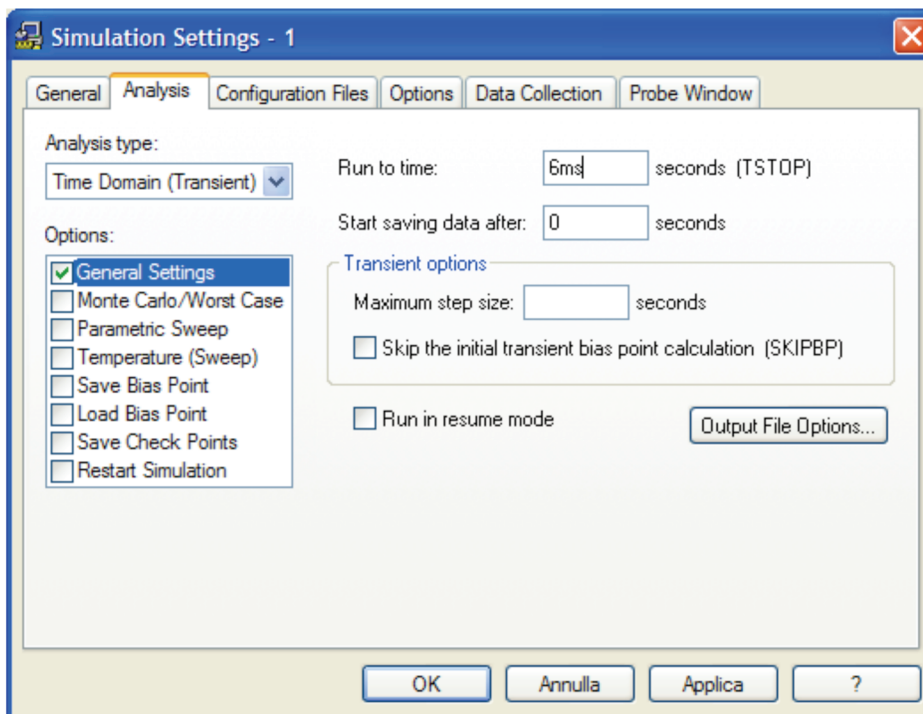 Simulation Settings - 1
General Analysis Configuration Files Options Data Collection Probe Window
Analysis type:
Time Domain (Transient)
Run to time: 6ms seconds (TSTOP)
Start saving data after: 0 seconds
Options:
General Settings
Monte Carlo/Worst Case
Parametric Sweep
Temperature (Sweep)
Save Bias Point
Load Bias Point
Save Check Points
Restart Simulation
Transient options
Maximum step size: seconds
Skip the initial transient bias point calculation (SKIPBP)
Run in resume mode
Output File Options...
OK Annulla Applica ?